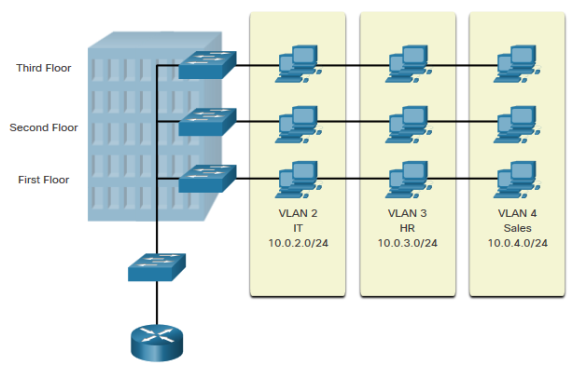 Third Floor
Second Floor
First Floor
VLAN 2
IT
10.0.2.0/24
VLAN 3
HR
10.0.3.0/24
VLAN 4
Sales
10.0.4.0/24